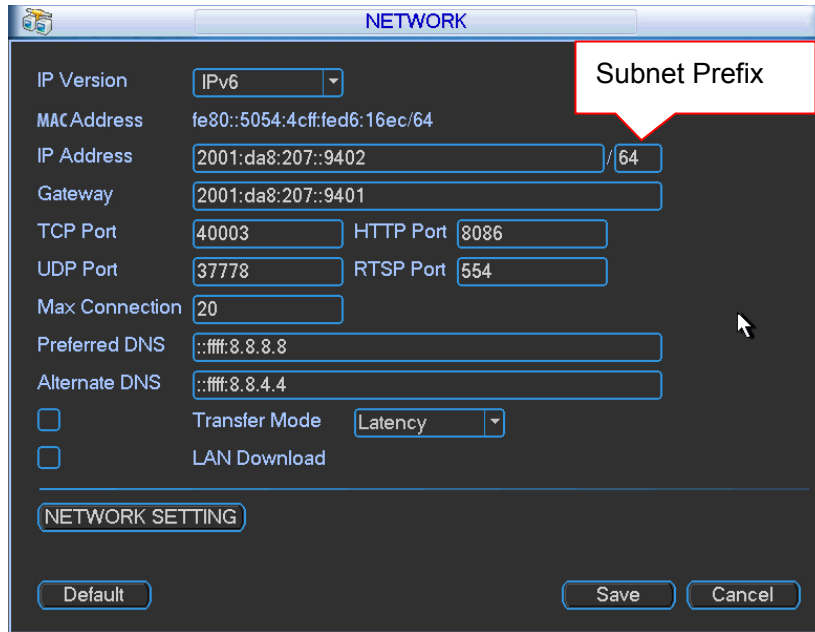 NETWORK
Subnet Prefix
IP Version IPv6
MAC Address fe80::5054:4cff:fed6:16ec/64
IP Address 2001:da8:207::9402 / 64
Gateway 2001:da8:207::9401
TCP Port 40003 HTTP Port 8086
UDP Port 37778 RTSP Port 554
Max Connection 20
Preferred DNS ::ffff:8.8.8.8
Alternate DNS ::ffff:8.8.4.4
Transfer Mode Latency
LAN Download
NETWORK SETTING
Default Save Cancel